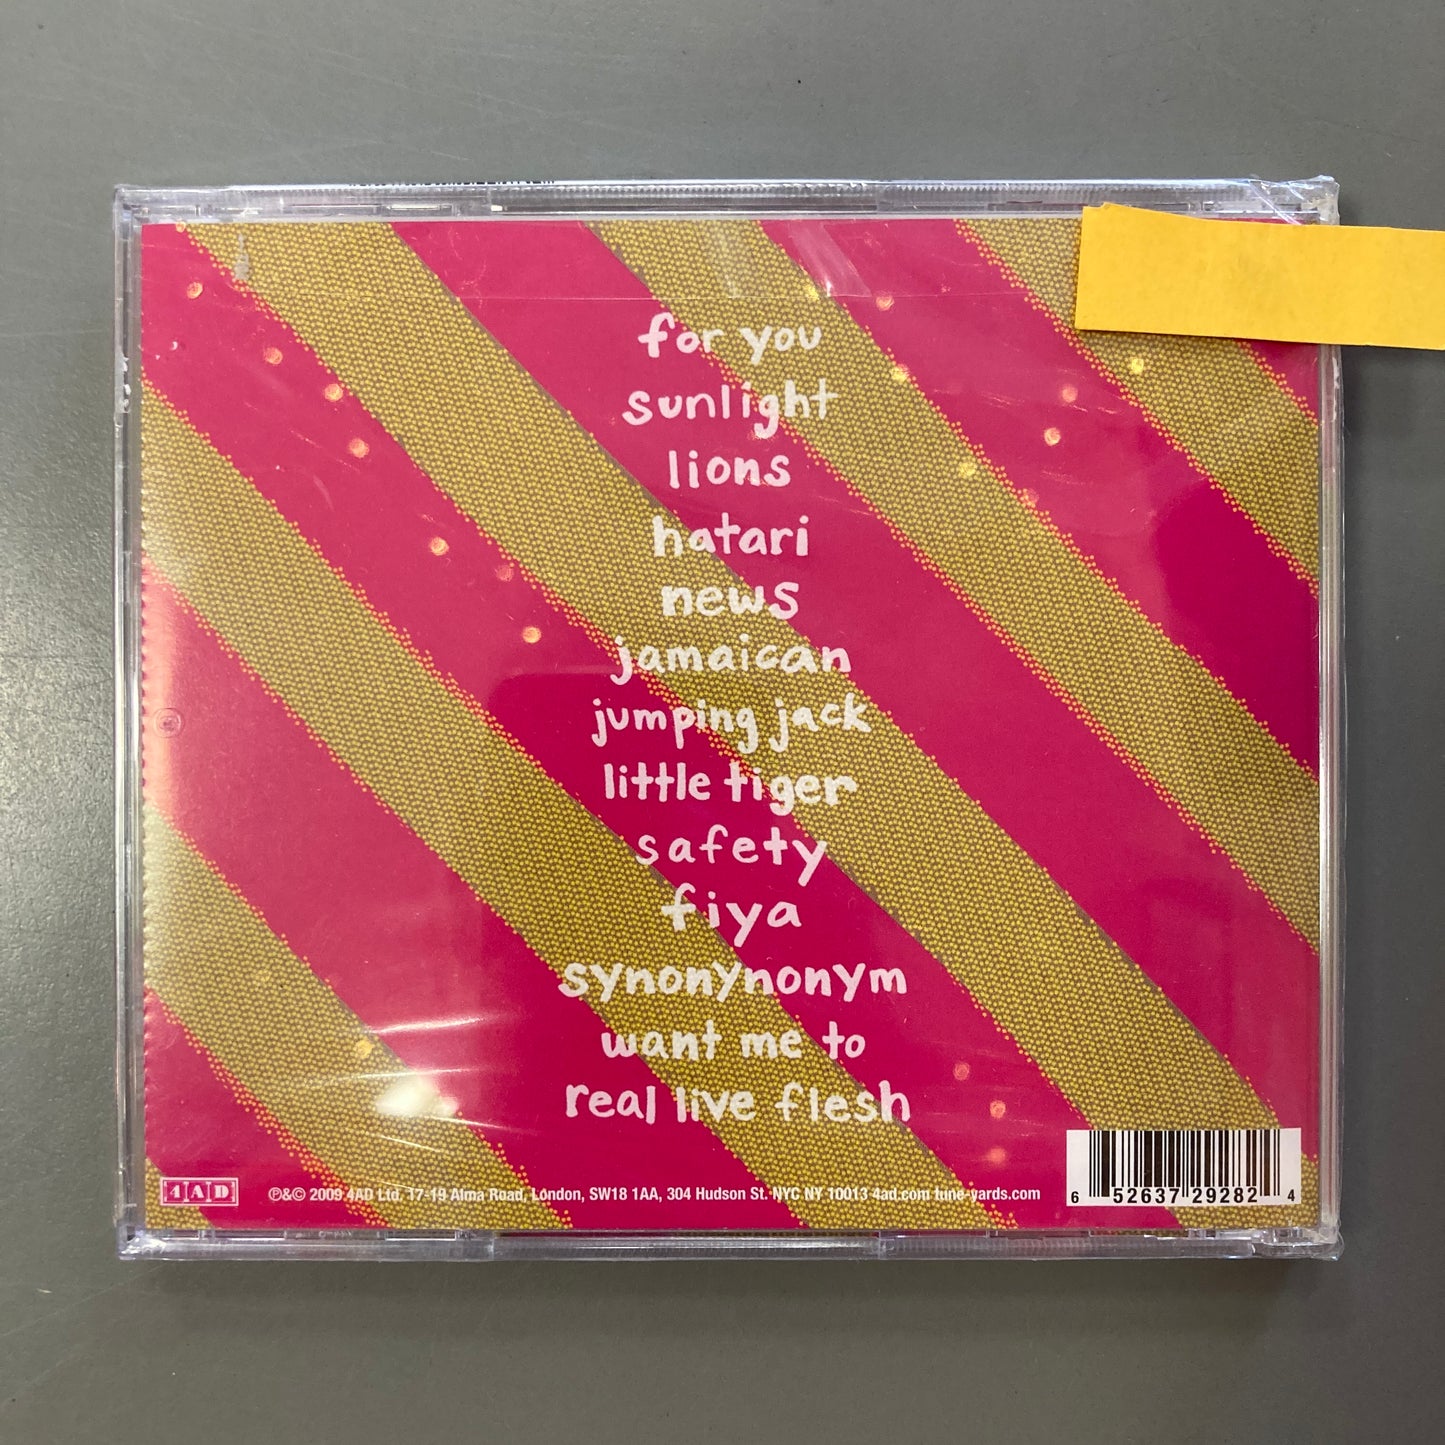 for you
sunlight
lions
hatari
news
jamaican
jumping jack
little tiger
safety
fiya
synonynonym
want me to
real live flesh
4AD
℗&© 2009 4AD Ltd. 17-19 Alma Road, London, SW18 1AA, 304 Hudson St. NYC NY 10013 4ad.com tune-yards.com
6 52637 29282 4